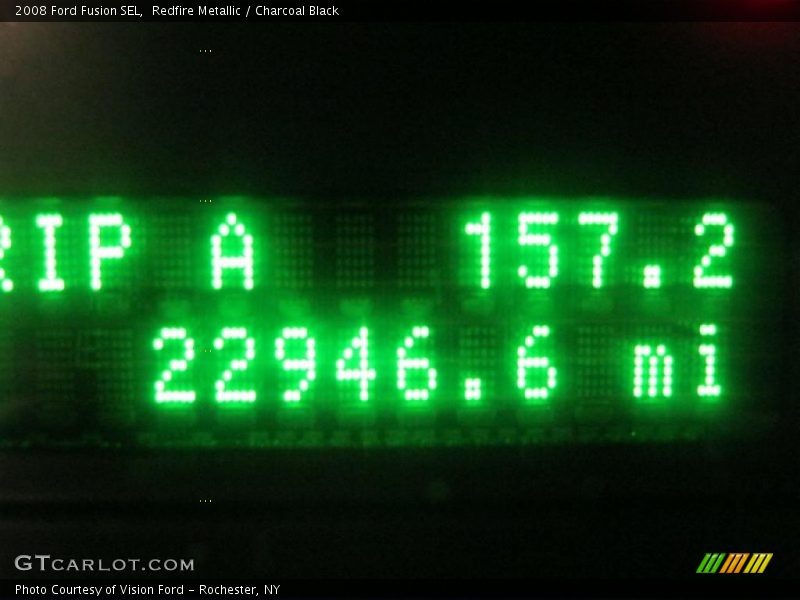 2008 Ford Fusion SEL,  Redfire Metallic / Charcoal Black
RIP A 157.2
22946.6 mi
GTCARLOT.COM
Photo Courtesy of Vision Ford - Rochester, NY